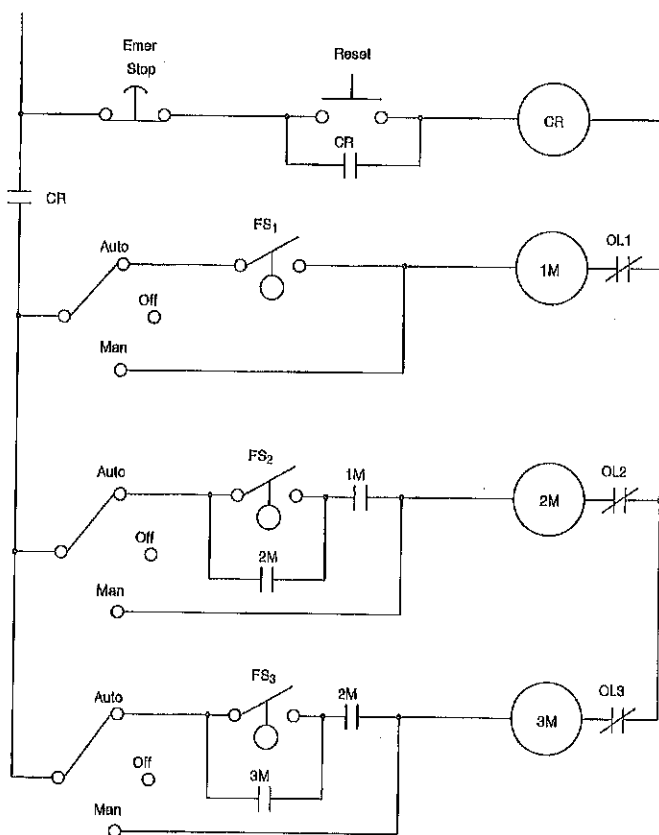 Emer
Stop
Reset
CR
CR
CR
Auto
FS1
Off
Man
1M
OL1
Auto
FS2
1M
Off
2M
Man
2M
OL2
Auto
FS3
2M
Off
3M
Man
3M
OL3